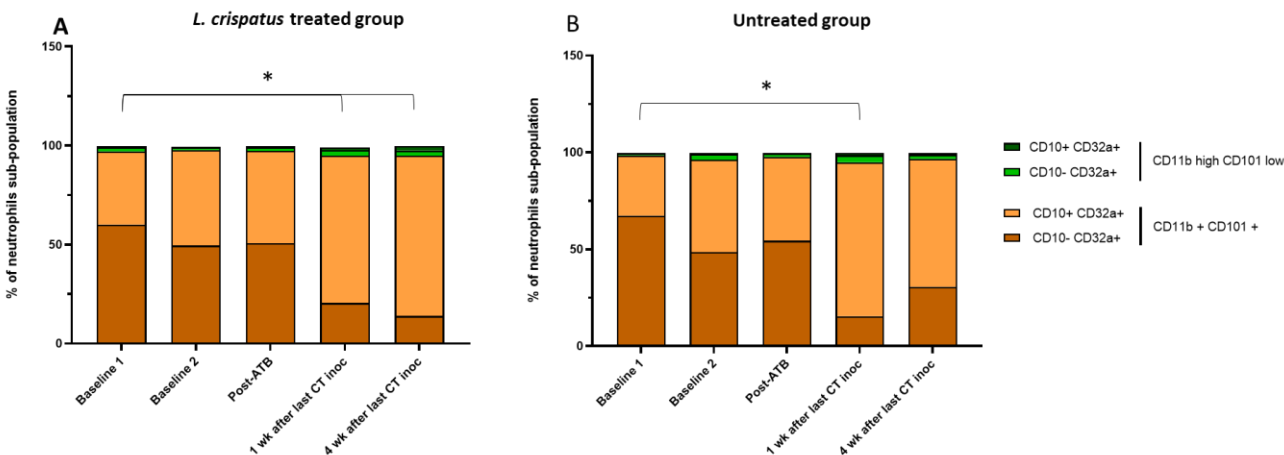 A
L. crispatus treated group
% of neutrophils sub-population
150
100
50
0
*
Baseline 1
Baseline 2
Post-ATB
1 wk after last CT inoc
4 wk after last CT inoc
B
Untreated group
% of neutrophils sub-population
150
100
50
0
*
Baseline 1
Baseline 2
Post-ATB
1 wk after last CT inoc
4 wk after last CT inoc
CD10+ CD32a+
CD10- CD32a+
CD11b high CD101 low
CD10+ CD32a+
CD10- CD32a+
CD11b + CD101 +